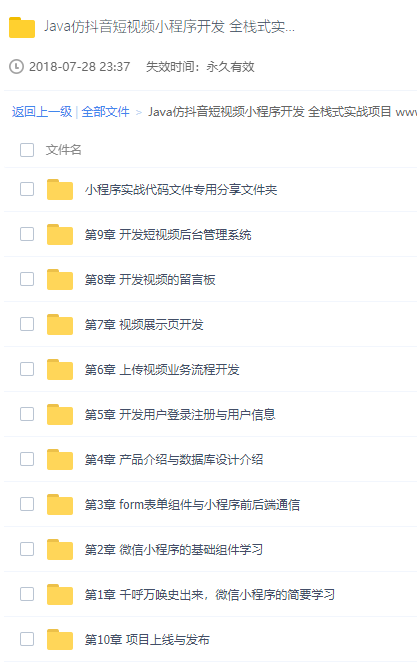 Java仿抖音短视频小程序开发 全栈式实...
2018-07-28 23:37 失效时间：永久有效
返回上一级 | 全部文件 > Java仿抖音短视频小程序开发 全栈式实战项目 www
文件名
小程序实战代码文件专用分享文件夹
第9章 开发短视频后台管理系统
第8章 开发视频的留言板
第7章 视频展示页开发
第6章 上传视频业务流程开发
第5章 开发用户登录注册与用户信息
第4章 产品介绍与数据库设计介绍
第3章 form表单组件与小程序前后端通信
第2章 微信小程序的基础组件学习
第1章 千呼万唤史出来，微信小程序的简要学习
第10章 项目上线与发布